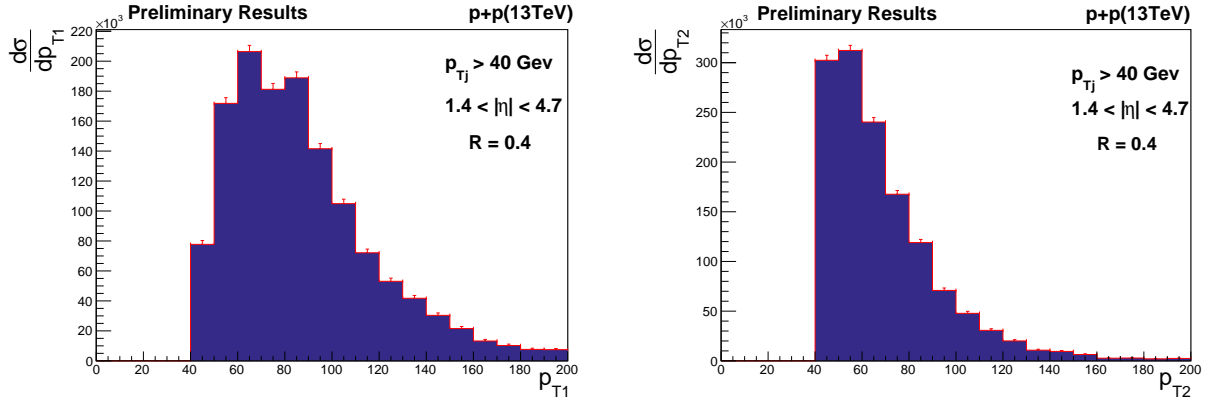 Preliminary Results p+p(13TeV)
×10³
dσ
dp_T1
220
200
180
160
140
120
100
80
60
40
20
0
p_Tj > 40 Gev
1.4 < |η| < 4.7
R = 0.4
0 20 40 60 80 100 120 140 160 180 200
p_T1
Preliminary Results p+p(13TeV)
×10³
dσ
dp_T2
300
250
200
150
100
50
0
p_Tj > 40 Gev
1.4 < |η| < 4.7
R = 0.4
0 20 40 60 80 100 120 140 160 180 200
p_T2